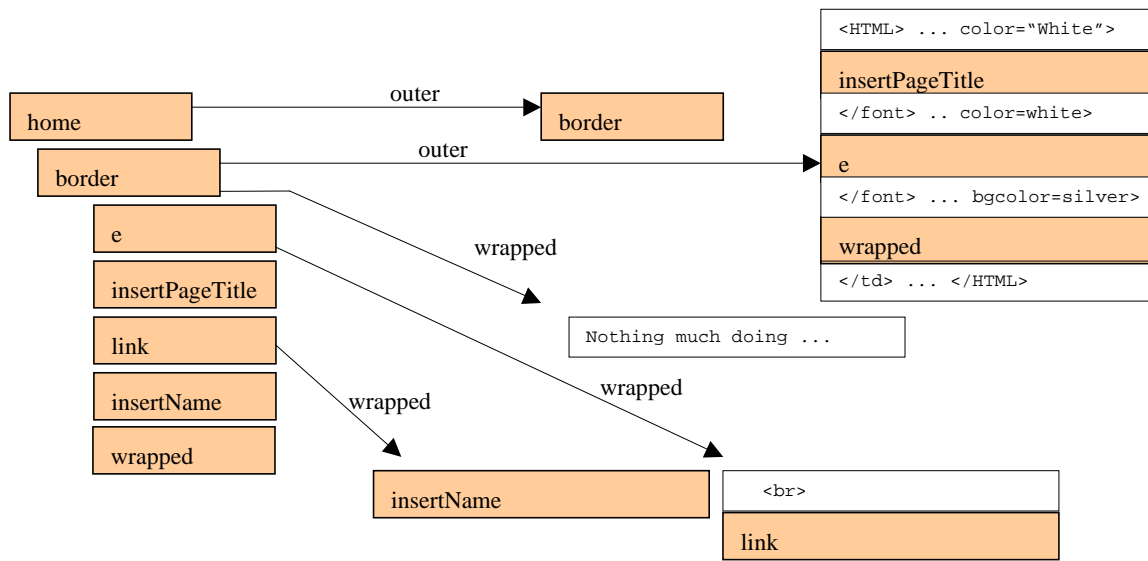 <HTML> ... color=“White”>
insertPageTitle
</font> .. color=white>
e
</font> ... bgcolor=silver>
wrapped
</td> ... </HTML>
outer
home
border
outer
border
e
wrapped
insertPageTitle
Nothing much doing ...
link
wrapped
wrapped
insertName
wrapped
insertName
<br>
link